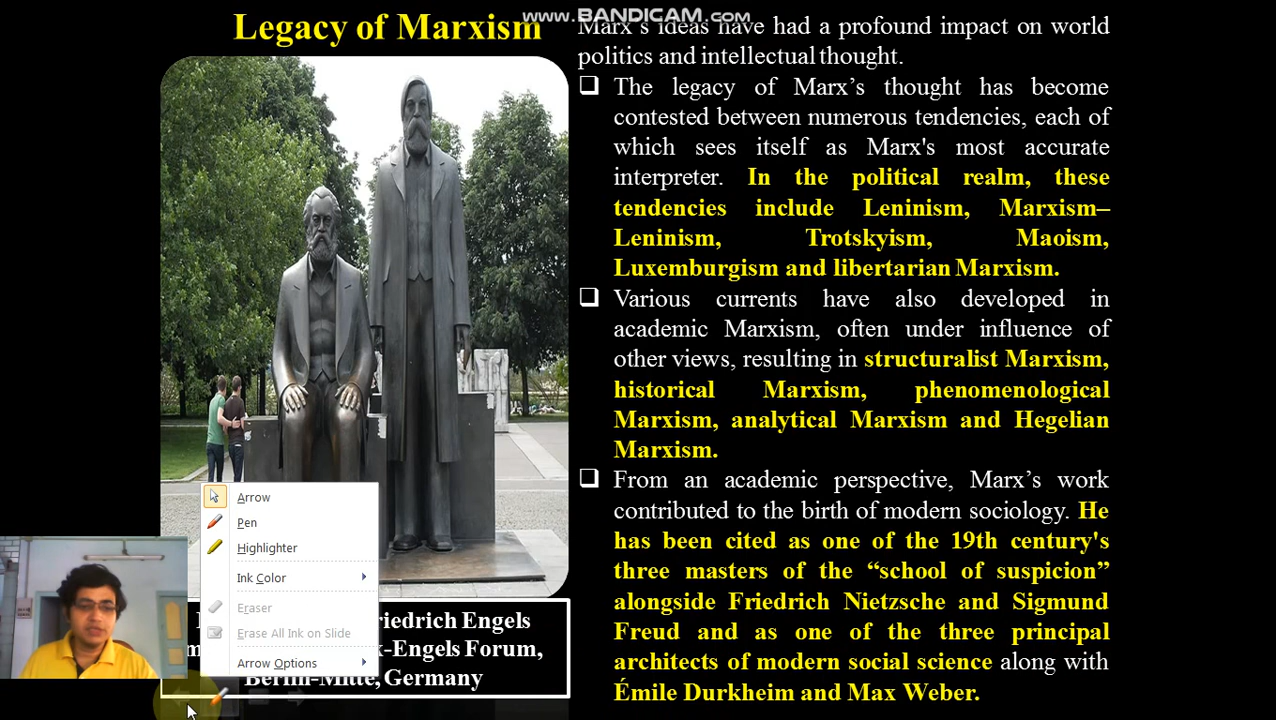 www.BANDICAM.com
Legacy of Marxism
Marx's ideas have had a profound impact on world
politics and intellectual thought.
❑ The legacy of Marx’s thought has become
contested between numerous tendencies, each of
which sees itself as Marx's most accurate
interpreter. In the political realm, these
tendencies include Leninism, Marxism–
Leninism, Trotskyism, Maoism,
Luxemburgism and libertarian Marxism.
❑ Various currents have also developed in
academic Marxism, often under influence of
other views, resulting in structuralist Marxism,
historical Marxism, phenomenological
Marxism, analytical Marxism and Hegelian
Marxism.
❑ From an academic perspective, Marx’s work
contributed to the birth of modern sociology. He
has been cited as one of the 19th century's
three masters of the “school of suspicion”
alongside Friedrich Nietzsche and Sigmund
Freud and as one of the three principal
architects of modern social science along with
Émile Durkheim and Max Weber.
Arrow
Pen
Highlighter
Ink Color
Eraser
Erase All Ink on Slide
Arrow Options
Engels
Engels Forum,
Berlin-Mitte, Germany